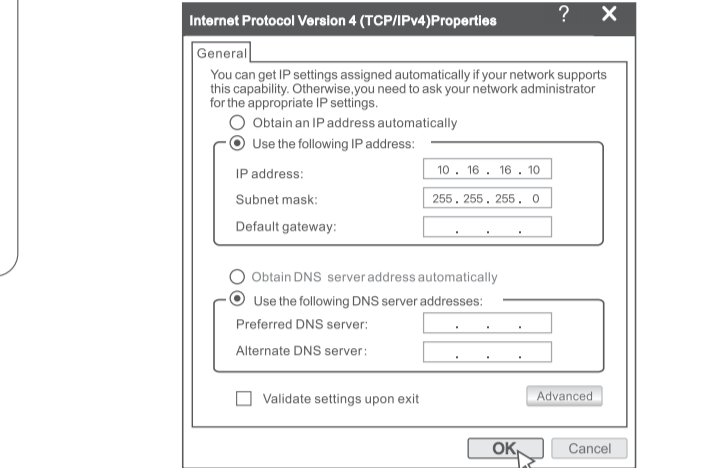 Internet Protocol Version 4 (TCP/IPv4)Properties
?
X
General
You can get IP settings assigned automatically if your network supports
this capability. Otherwise,you need to ask your network administrator
for the appropriate IP settings.
Obtain an IP address automatically
Use the following IP address:
IP address: 10 . 16 . 16 . 10
Subnet mask: 255 . 255 . 255 . 0
Default gateway: . . .
Obtain DNS server address automatically
Use the following DNS server addresses:
Preferred DNS server: . . .
Alternate DNS server: . . .
Validate settings upon exit
Advanced
OK
Cancel